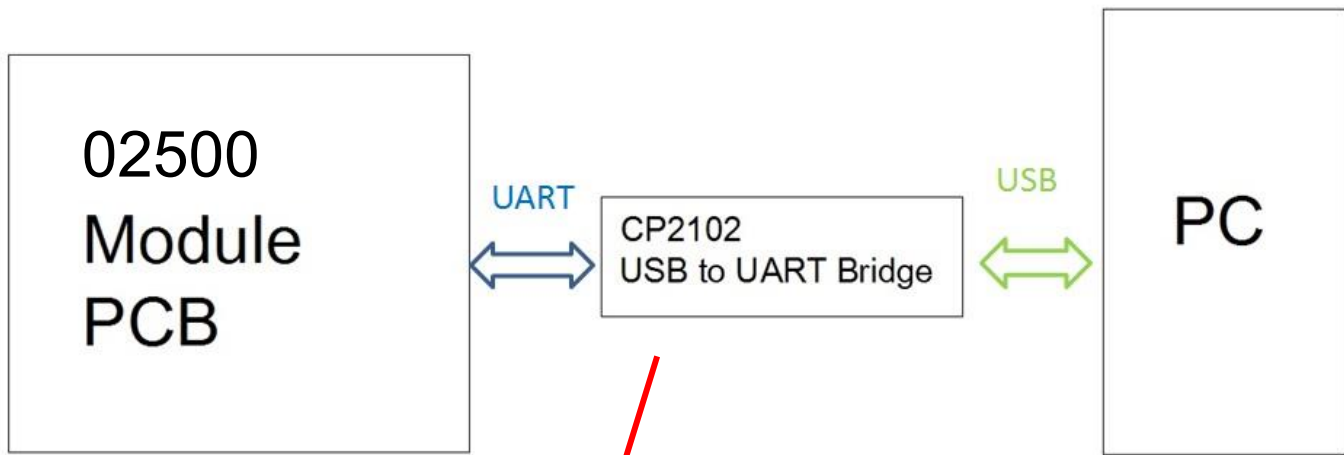 02500
Module
PCB
UART
CP2102
USB to UART Bridge
USB
PC